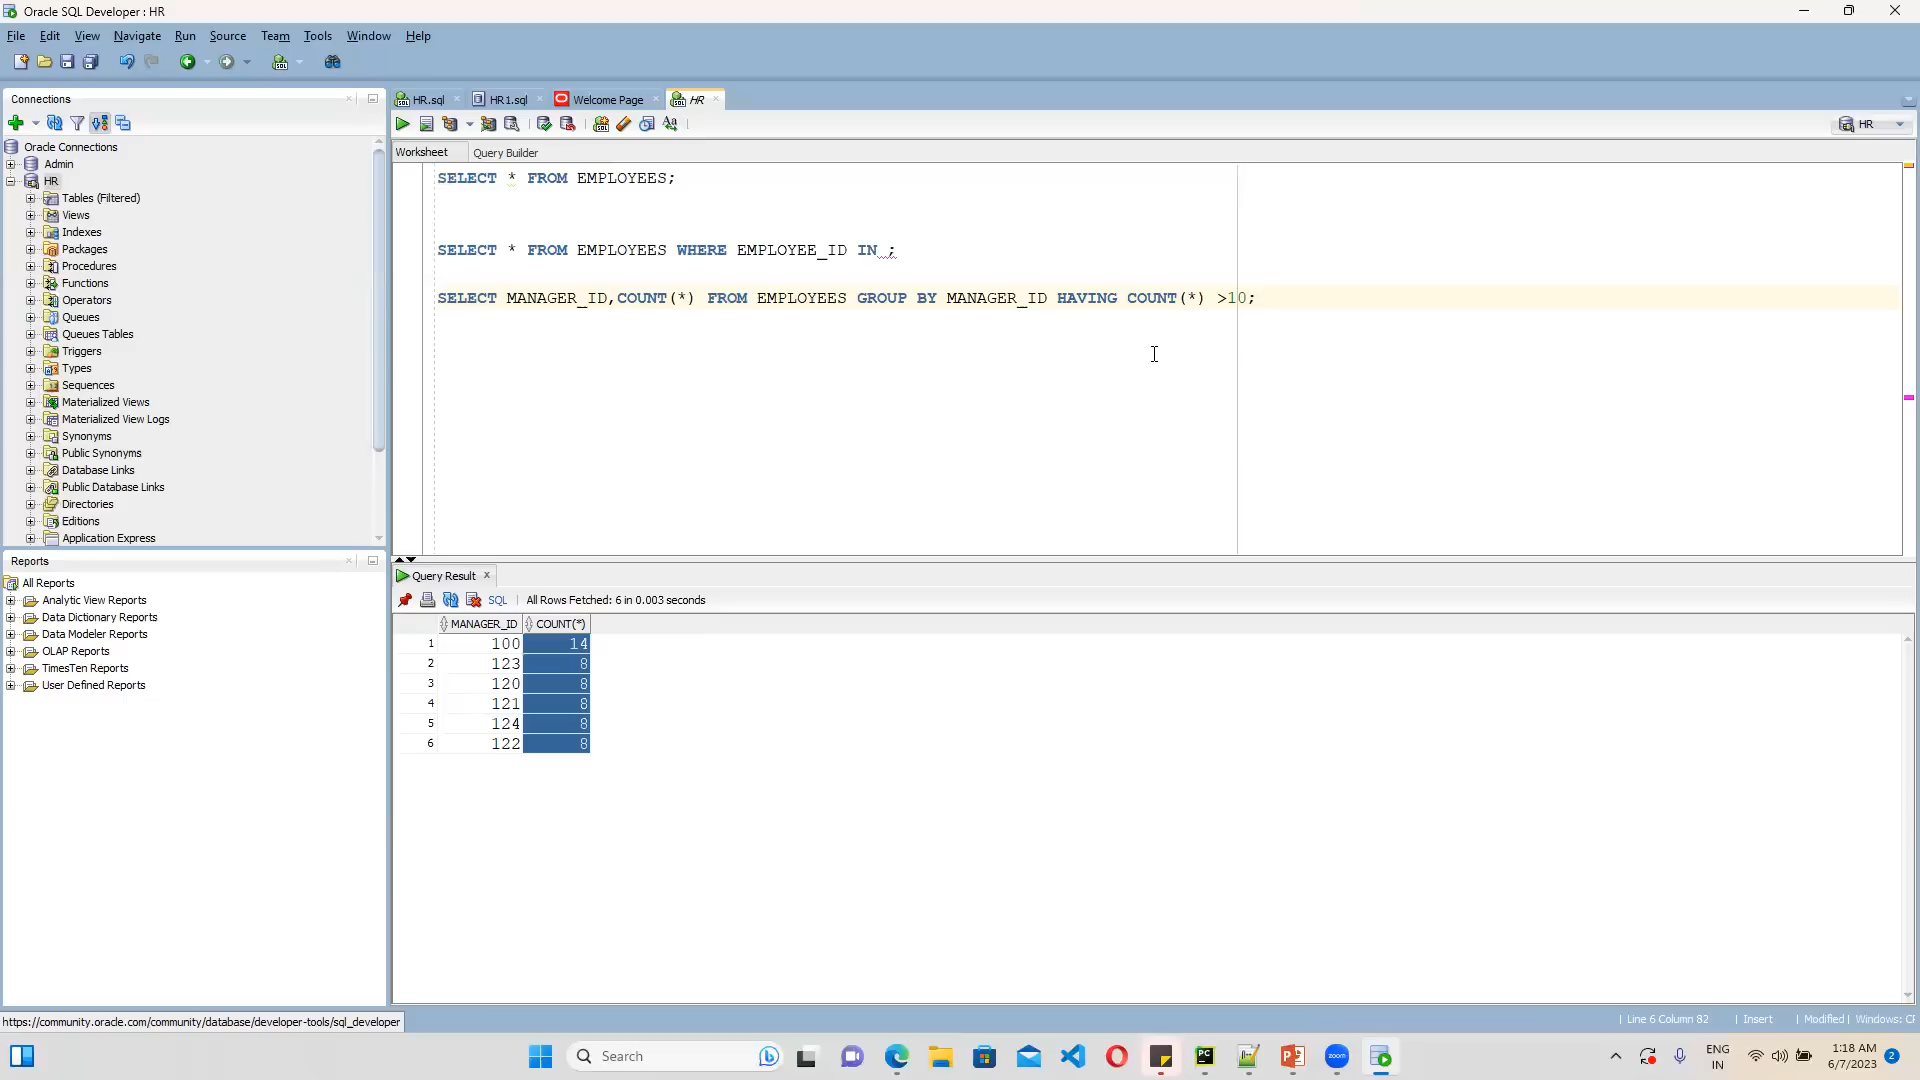 Oracle SQL Developer : HR
File Edit View Navigate Run Source Team Tools Window Help
Connections
Oracle Connections
Admin
HR
Tables (Filtered)
Views
Indexes
Packages
Procedures
Functions
Operators
Queues
Queues Tables
Triggers
Types
Sequences
Materialized Views
Materialized View Logs
Synonyms
Public Synonyms
Database Links
Public Database Links
Directories
Editions
Application Express
Reports
All Reports
Analytic View Reports
Data Dictionary Reports
Data Modeler Reports
OLAP Reports
TimesTen Reports
User Defined Reports
https://community.oracle.com/community/database/developer-tools/sql_developer
HR.sql HR1.sql Welcome Page HR
HR
Worksheet Query Builder
SELECT * FROM EMPLOYEES;
SELECT * FROM EMPLOYEES WHERE EMPLOYEE_ID IN ;
SELECT MANAGER_ID,COUNT(*) FROM EMPLOYEES GROUP BY MANAGER_ID HAVING COUNT(*) >10;
Query Result
SQL All Rows Fetched: 6 in 0.003 seconds
MANAGER_ID COUNT(*)
1 100 14
2 123 8
3 120 8
4 121 8
5 124 8
6 122 8
Line 6 Column 82 Insert Modified Windows:
Search
zoom
PC
ENG
IN
1:18 AM
6/7/2023
2